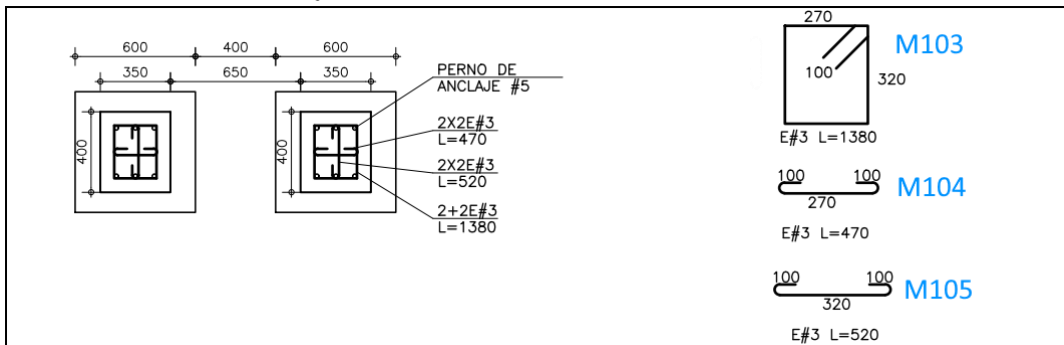 600 400 600
350 650 350
400
400
PERNO DE
ANCLAJE #5
2X2E#3
L=470
2X2E#3
L=520
2+2E#3
L=1380
270
M103
100
320
E#3 L=1380
100 100
M104
270
E#3 L=470
100 100
M105
320
E#3 L=520